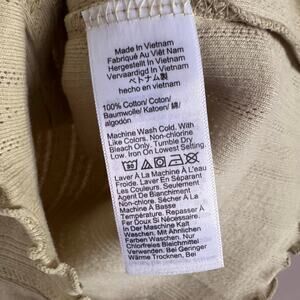 Made In Vietnam
Fabriqué Au Việt Nam
Hergestellt In Vietnam
Vervaardigd In Vietnam
ベトナム製
hecho en vietnam
100% Cotton/ Coton/
Baumwolle/ Katoen/ 綿/
algodón
Machine Wash Cold. With
Like Colors. Non-chlorine
Bleach Only. Tumble Dry
Low. Iron On Lowest Setting.
30
Laver À La Machine À L'eau
Froide. Laver En Séparant
Les Couleurs. Seulement
Agent De Blanchiment
Non-chlore. Sécher À La
Machine À Basse
Température. Repasser À
Fer Doux Si Nécessaire.
In Der Maschine Kalt
Waschen. Mit Ähnlichen
Farben Waschen. Nur
Chlorfreies Bleichmittel
Verwenden. Bei Geringer
Wärme Trocknen, Bei